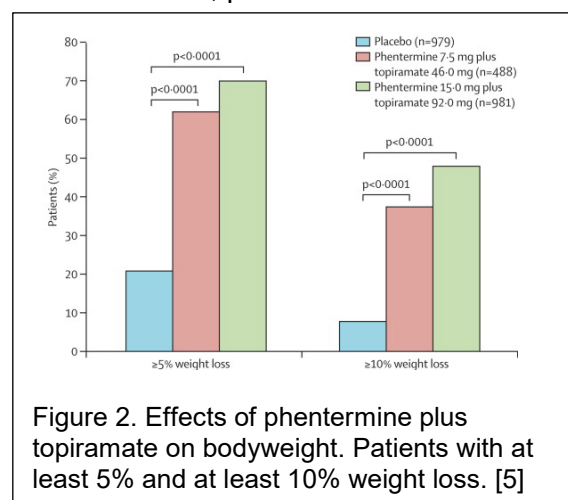 80
70
60
50
40
30
20
10
0
Patients (%)
p<0·0001
p<0·0001
Placebo (n=979)
Phentermine 7·5 mg plus
topiramate 46·0 mg (n=488)
Phentermine 15·0 mg plus
topiramate 92·0 mg (n=981)
p<0·0001
p<0·0001
≥5% weight loss
≥10% weight loss
Figure 2. Effects of phentermine plus
topiramate on bodyweight. Patients with at
least 5% and at least 10% weight loss. [5]